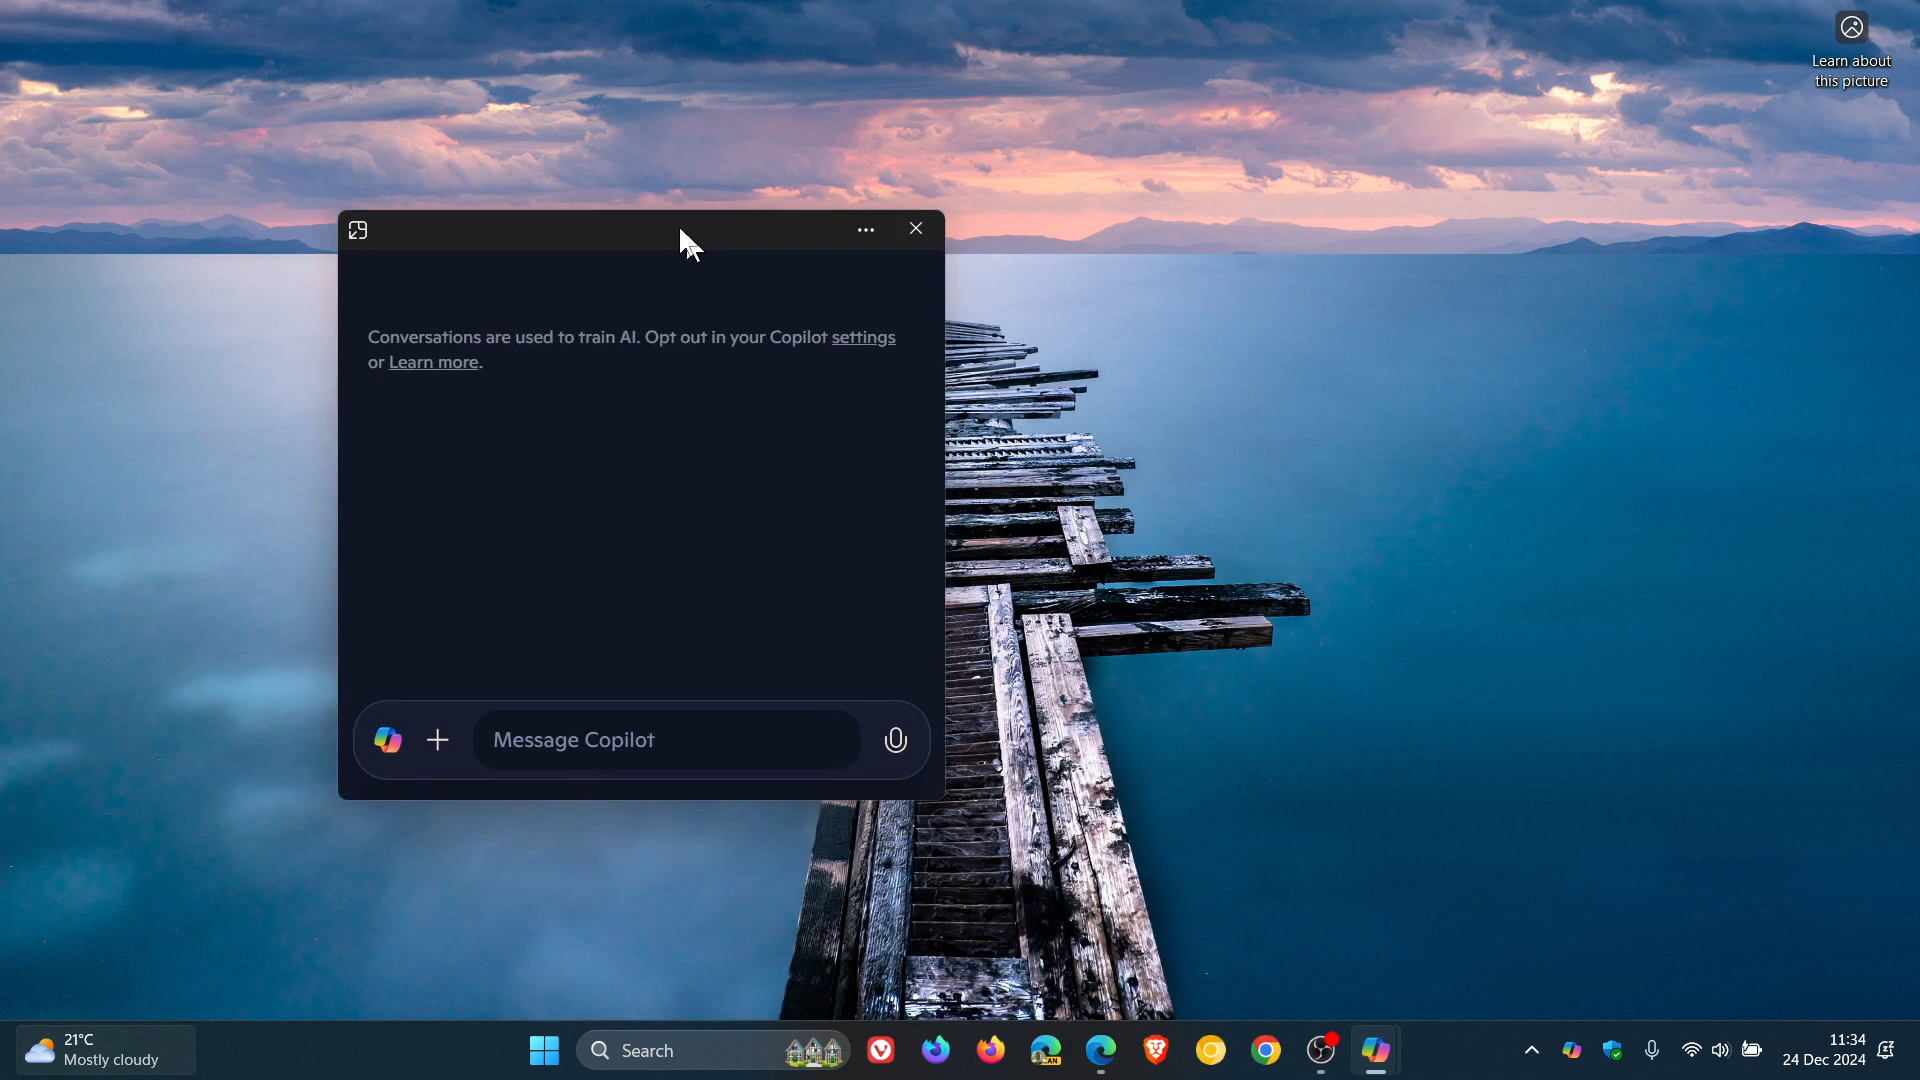 Learn about
this picture
Conversations are used to train AI. Opt out in your Copilot settings
or Learn more.
Message Copilot
21°C
Mostly cloudy
Search
CAN
11:34
24 Dec 2024